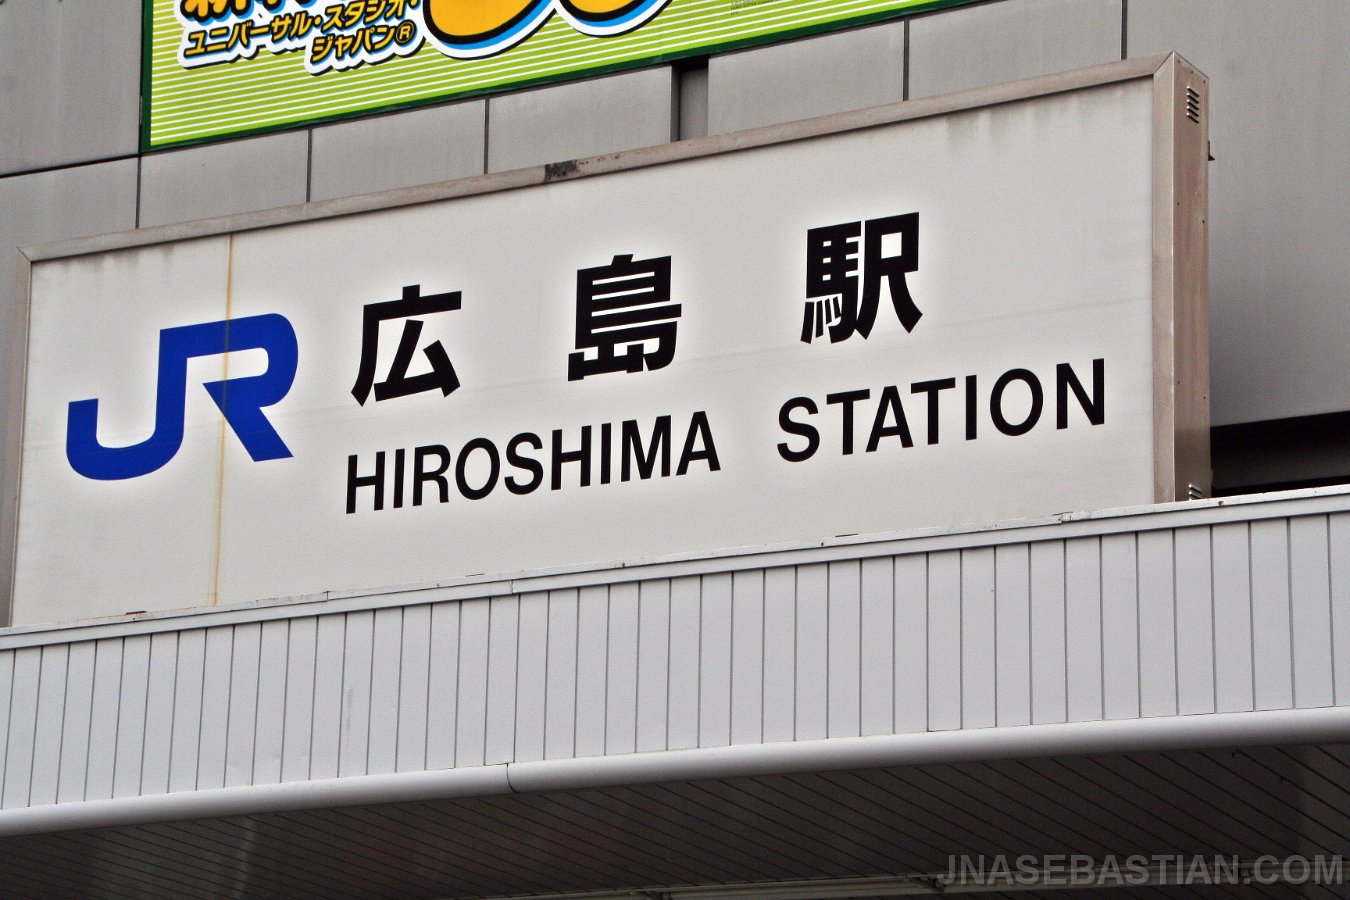 ユニバーサル・スタジオ・
ジャパン®
JR 広島駅
HIROSHIMA STATION
JNASEBASTIAN.COM